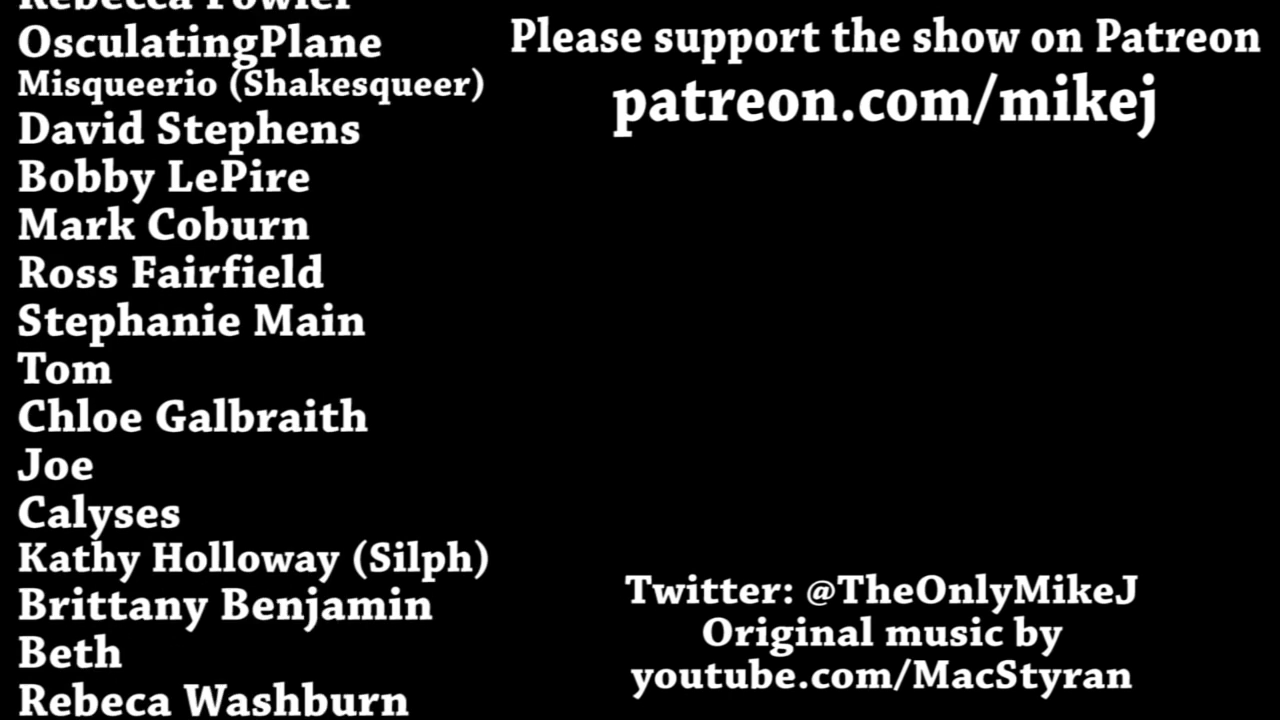 Rebecca Fowler
OsculatingPlane
Misqueerio (Shakesqueer)
David Stephens
Bobby LePire
Mark Coburn
Ross Fairfield
Stephanie Main
Tom
Chloe Galbraith
Joe
Calyses
Kathy Holloway (Silph)
Brittany Benjamin
Beth
Rebeca Washburn
Please support the show on Patreon
patreon.com/mikej
Twitter: @TheOnlyMikeJ
Original music by
youtube.com/MacStyran